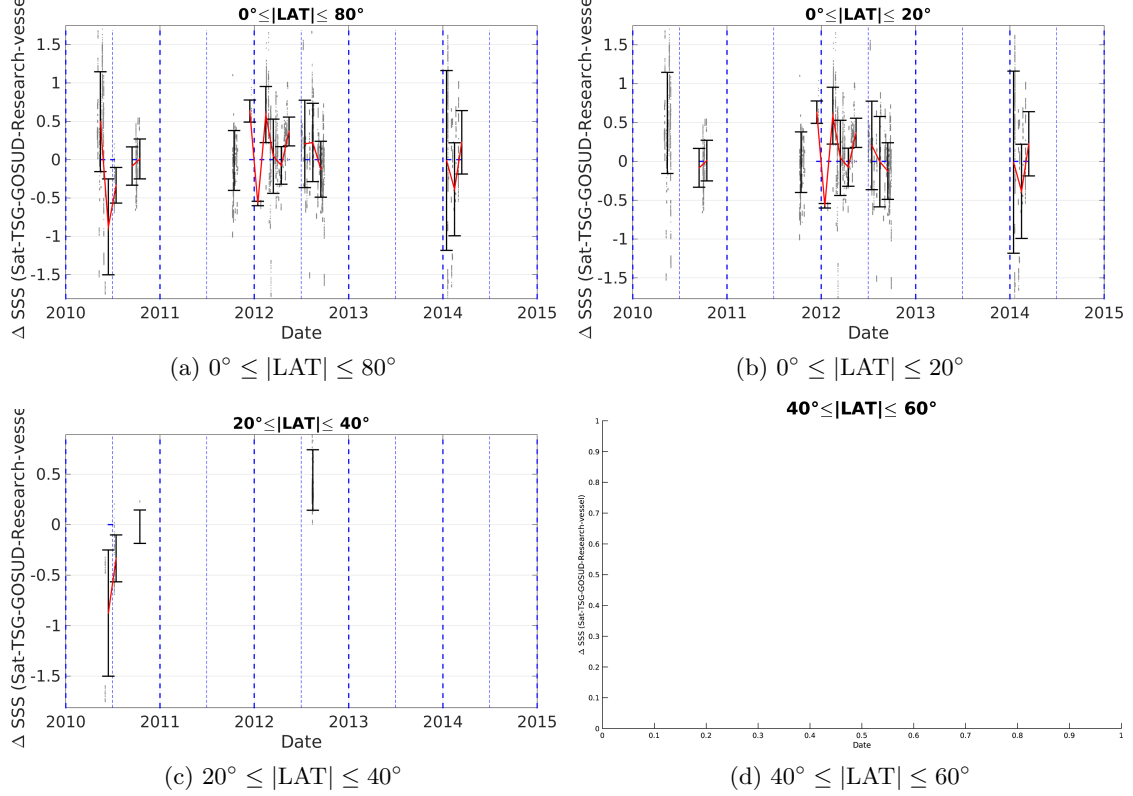 0°≤|LAT|≤ 80°
Δ SSS (Sat-TSG-GOSUD-Research-vessel)
1.5
1
0.5
0
-0.5
-1
-1.5
2010 2011 2012 2013 2014 2015
Date
(a) 0° ≤ |LAT| ≤ 80°
0°≤|LAT|≤ 20°
Δ SSS (Sat-TSG-GOSUD-Research-vessel)
1.5
1
0.5
0
-0.5
-1
-1.5
2010 2011 2012 2013 2014 2015
Date
(b) 0° ≤ |LAT| ≤ 20°
20°≤|LAT|≤ 40°
Δ SSS (Sat-TSG-GOSUD-Research-vesse
0.5
0
-0.5
-1
-1.5
2010 2011 2012 2013 2014 2015
Date
(c) 20° ≤ |LAT| ≤ 40°
40°≤|LAT|≤ 60°
Δ SSS (Sat-TSG-GOSUD-Research-vessel)
1
0.9
0.8
0.7
0.6
0.5
0.4
0.3
0.2
0.1
0
0 0.1 0.2 0.3 0.4 0.5 0.6 0.7 0.8 0.9 1
Date
(d) 40° ≤ |LAT| ≤ 60°